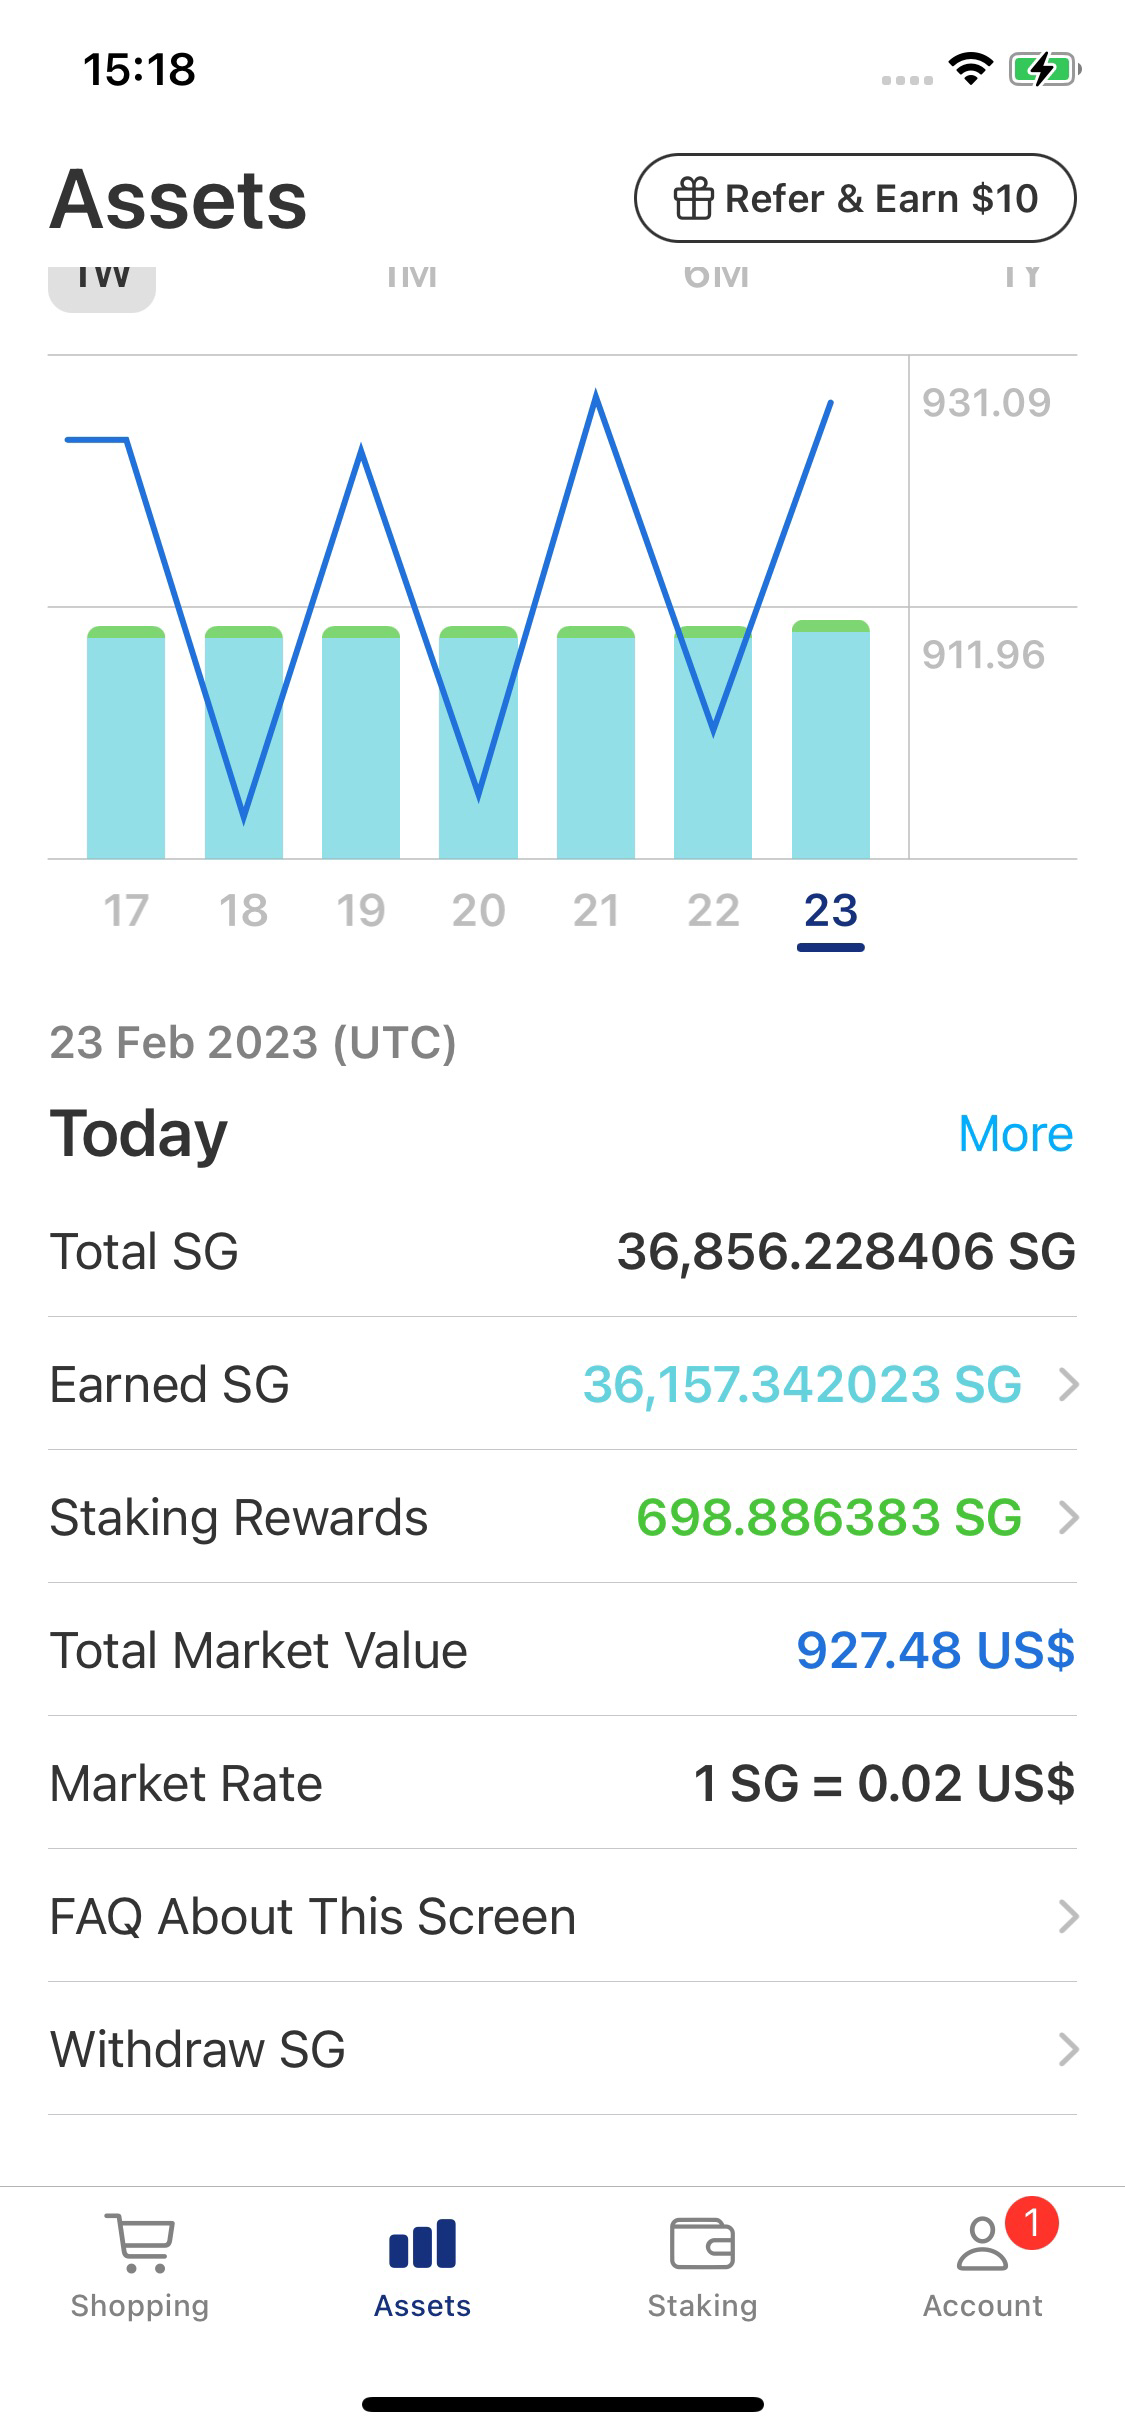 15:18
Assets
Refer & Earn $10
1W 1M 6M 1Y
931.09
911.96
17 18 19 20 21 22 23
23 Feb 2023 (UTC)
Today More
Total SG 36,856.228406 SG
Earned SG 36,157.342023 SG
Staking Rewards 698.886383 SG
Total Market Value 927.48 US$
Market Rate 1 SG = 0.02 US$
FAQ About This Screen
Withdraw SG
1
Shopping Assets Staking Account